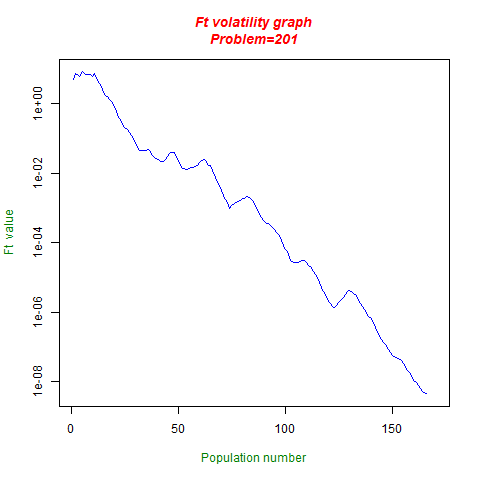 Ft volatility graph
Problem=201
Ft value
1e+00
1e-02
1e-04
1e-06
1e-08
0
50
100
150
Population number